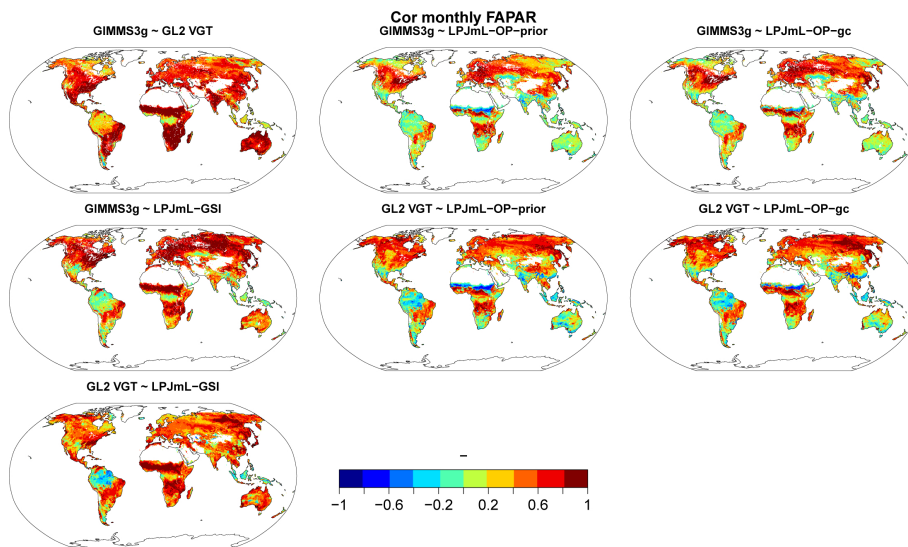 Cor monthly FAPAR
GIMMS3g ~ GL2 VGT
GIMMS3g ~ LPJmL−OP−prior
GIMMS3g ~ LPJmL−OP−gc
GIMMS3g ~ LPJmL−GSI
GL2 VGT ~ LPJmL−OP−prior
GL2 VGT ~ LPJmL−OP−gc
GL2 VGT ~ LPJmL−GSI
−
−1 −0.6 −0.2 0.2 0.6 1